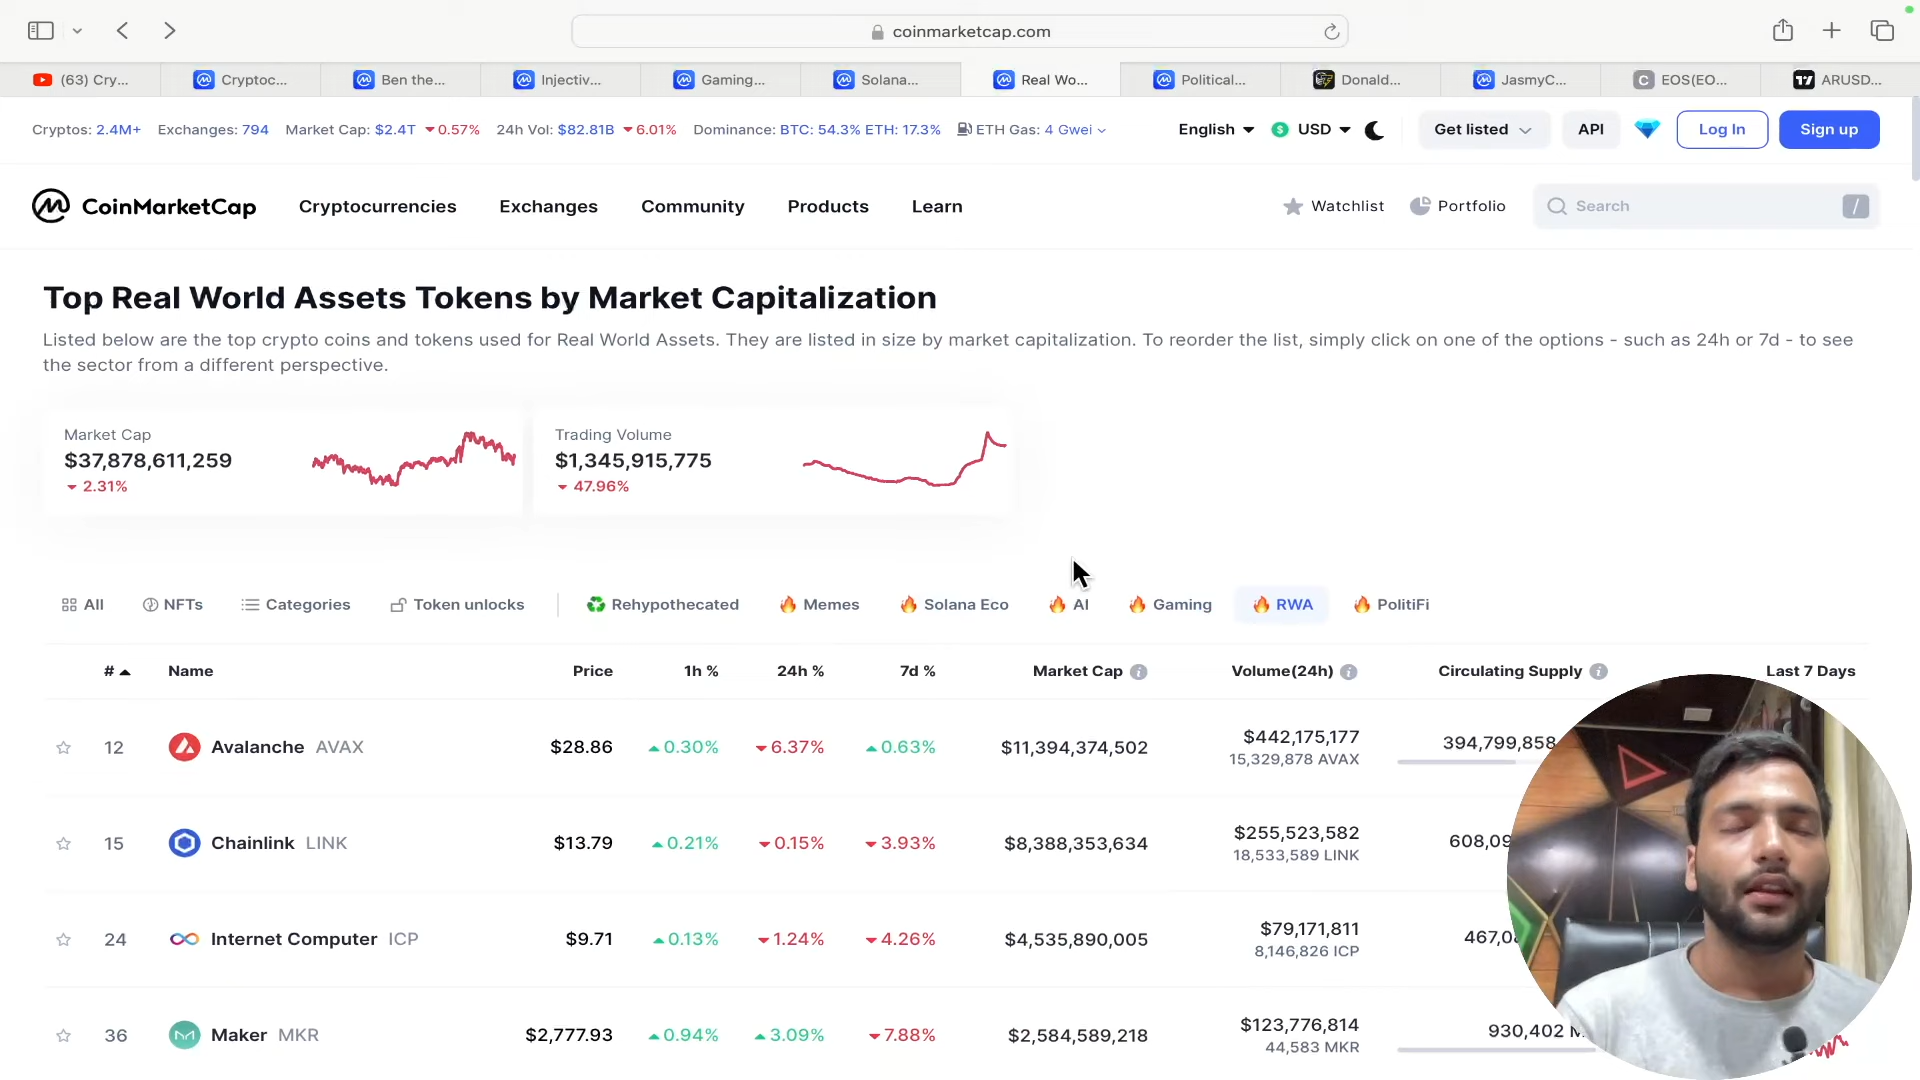 coinmarketcap.com
(63) Cry...
Cryptoc...
Ben the...
Injectiv...
Gaming...
Solana...
Real Wo...
Political...
Donald...
JasmyC...
EOS(EO...
ARUSD...
Cryptos: 2.4M+ Exchanges: 794 Market Cap: $2.4T 0.57% 24h Vol: $82.81B 6.01% Dominance: BTC: 54.3% ETH: 17.3% ETH Gas: 4 Gwei
English USD Get listed API Log In Sign up
CoinMarketCap Cryptocurrencies Exchanges Community Products Learn Watchlist Portfolio Search /
Top Real World Assets Tokens by Market Capitalization
Listed below are the top crypto coins and tokens used for Real World Assets. They are listed in size by market capitalization. To reorder the list, simply click on one of the options - such as 24h or 7d - to see
the sector from a different perspective.
Market Cap
$37,878,611,259
2.31%
Trading Volume
$1,345,915,775
47.96%
All NFTs Categories Token unlocks Rehypothecated Memes Solana Eco AI Gaming RWA PolitiFi
# Name Price 1h % 24h % 7d % Market Cap Volume(24h) Circulating Supply Last 7 Days
12 Avalanche AVAX $28.86 0.30% 6.37% 0.63% $11,394,374,502 $442,175,177 394,799,858
15,329,878 AVAX
15 Chainlink LINK $13.79 0.21% 0.15% 3.93% $8,388,353,634 $255,523,582 608,09
18,533,589 LINK
24 Internet Computer ICP $9.71 0.13% 1.24% 4.26% $4,535,890,005 $79,171,811 467,0
8,146,826 ICP
36 Maker MKR $2,777.93 0.94% 3.09% 7.88% $2,584,589,218 $123,776,814 930,402 M
44,583 MKR